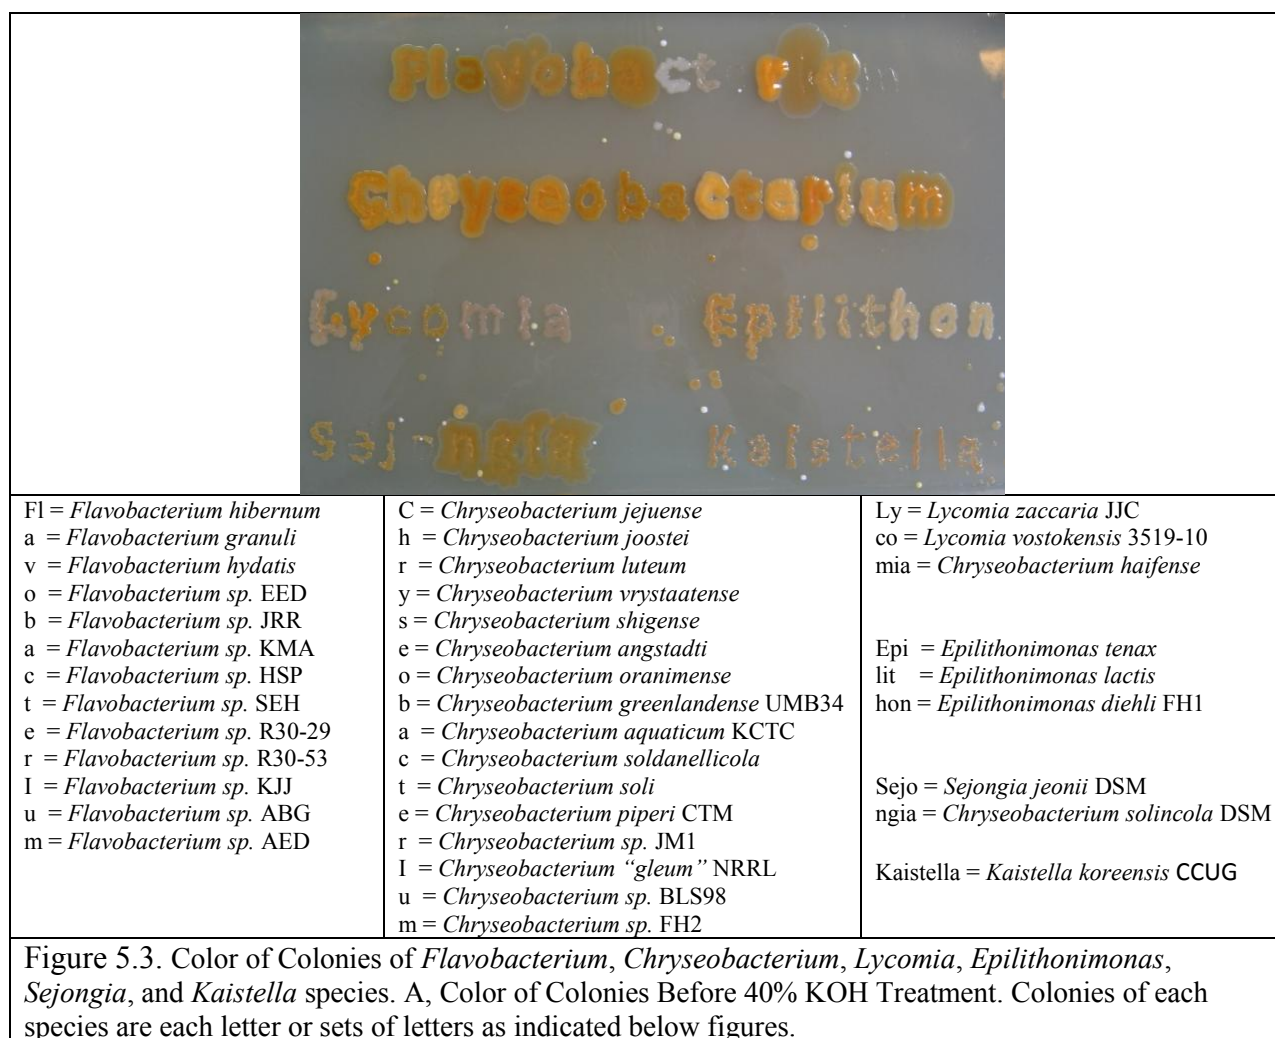 Flavobact rium
Chryseobacterium
Lycomia
Epilithon
Sejongia
Kaistella
Fl = Flavobacterium hibernum
a = Flavobacterium granuli
v = Flavobacterium hydatis
o = Flavobacterium sp. EED
b = Flavobacterium sp. JRR
a = Flavobacterium sp. KMA
c = Flavobacterium sp. HSP
t = Flavobacterium sp. SEH
e = Flavobacterium sp. R30-29
r = Flavobacterium sp. R30-53
I = Flavobacterium sp. KJJ
u = Flavobacterium sp. ABG
m = Flavobacterium sp. AED
C = Chryseobacterium jejuense
h = Chryseobacterium joostei
r = Chryseobacterium luteum
y = Chryseobacterium vrystaatense
s = Chryseobacterium shigense
e = Chryseobacterium angstadti
o = Chryseobacterium oranimense
b = Chryseobacterium greenlandense UMB34
a = Chryseobacterium aquaticum KCTC
c = Chryseobacterium soldanellicola
t = Chryseobacterium soli
e = Chryseobacterium piperi CTM
r = Chryseobacterium sp. JM1
I = Chryseobacterium “gleum” NRRL
u = Chryseobacterium sp. BLS98
m = Chryseobacterium sp. FH2
Ly = Lycomia zaccaria JJC
co = Lycomia vostokensis 3519-10
mia = Chryseobacterium haifense
Epi = Epilithonimonas tenax
lit = Epilithonimonas lactis
hon = Epilithonimonas diehli FH1
Sejo = Sejongia jeonii DSM
ngia = Chryseobacterium solincola DSM
Kaistella = Kaistella koreensis CCUG
Figure 5.3. Color of Colonies of Flavobacterium, Chryseobacterium, Lycomia, Epilithonimonas,
Sejongia, and Kaistella species. A, Color of Colonies Before 40% KOH Treatment. Colonies of each
species are each letter or sets of letters as indicated below figures.